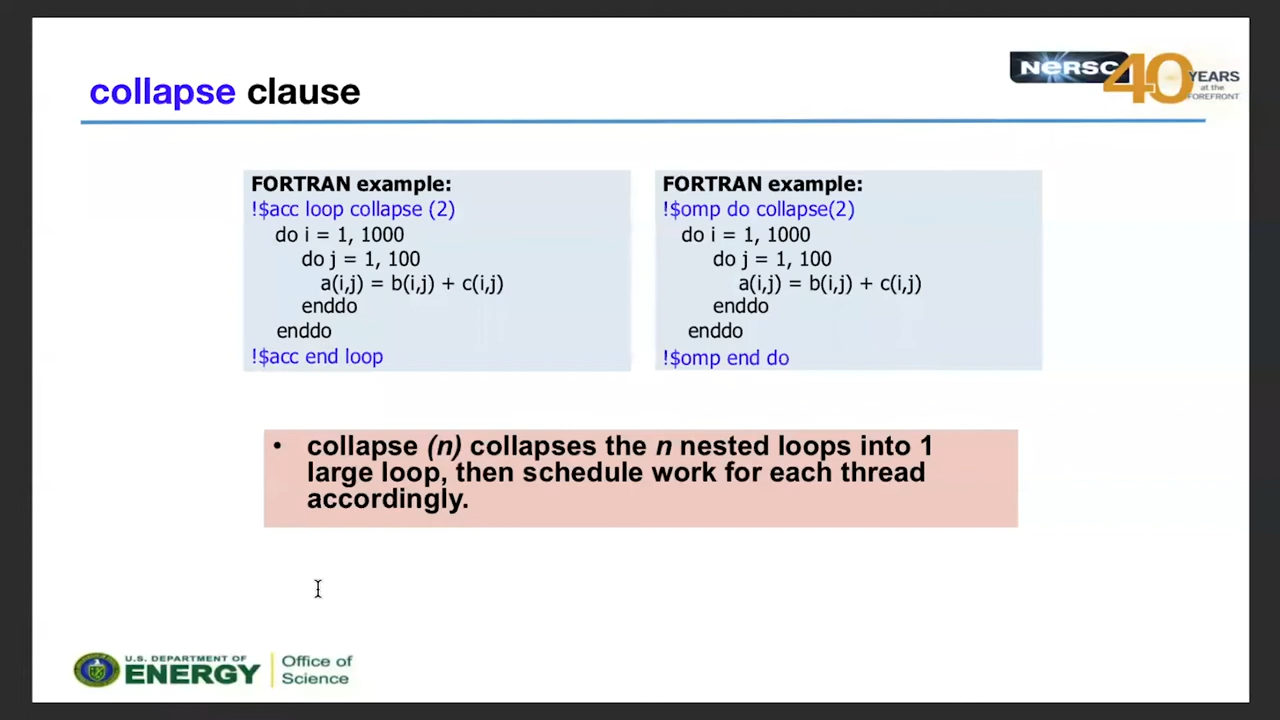 collapse clause
NERSC 40 YEARS
at the
FOREFRONT
FORTRAN example:
!$acc loop collapse (2)
do i = 1, 1000
do j = 1, 100
a(i,j) = b(i,j) + c(i,j)
enddo
enddo
!$acc end loop
FORTRAN example:
!$omp do collapse(2)
do i = 1, 1000
do j = 1, 100
a(i,j) = b(i,j) + c(i,j)
enddo
enddo
!$omp end do
• collapse (n) collapses the n nested loops into 1
large loop, then schedule work for each thread
accordingly.
U.S. DEPARTMENT OF
ENERGY
Office of
Science